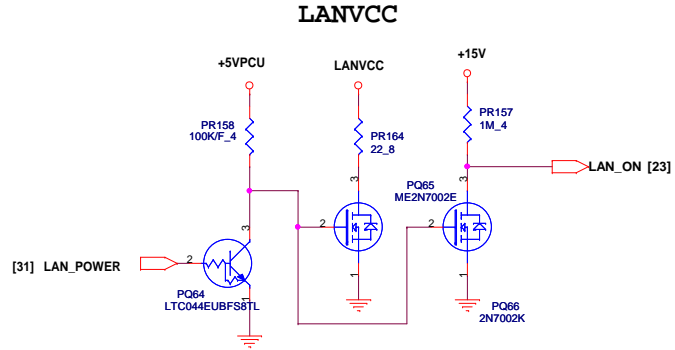 LANVCC
+5VPCU
LANVCC
+15V
PR158
100K/F_4
PR164
22_8
PR157
1M_4
3
3
3
LAN_ON [23]
PQ65
ME2N7002E
2
2
[31] LAN_POWER
2
PQ64
LTC044EUBFS8TL
1
1
1
PQ66
2N7002K